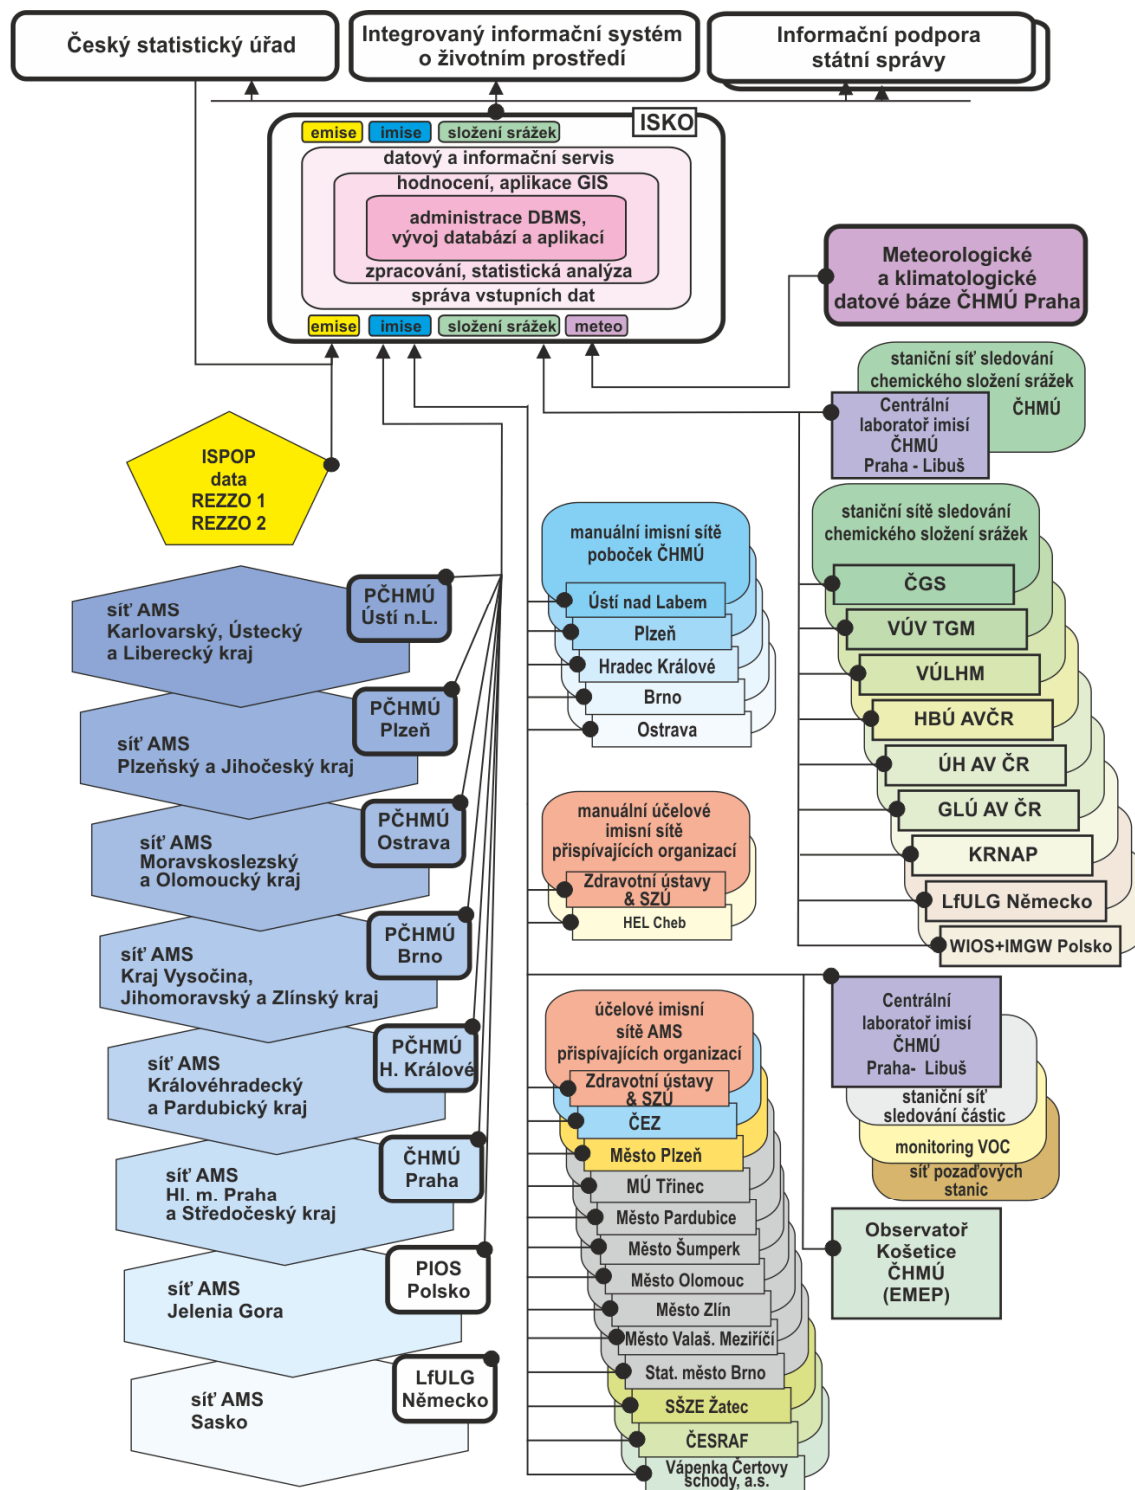 Český statistický úřad
Integrovaný informační systém
o životním prostředí
Informační podpora
státní správy
ISKO
emise
imise
složení srážek
datový a informační servis
hodnocení, aplikace GIS
administrace DBMS,
vývoj databází a aplikací
zpracování, statistická analýza
správa vstupních dat
emise
imise
složení srážek
meteo
Meteorologické
a klimatologické
datové báze ČHMÚ Praha
staniční síť sledování
chemického složení srážek
ČHMÚ
Centrální
laboratoř imisí
ČHMÚ
Praha - Libuš
ISPOP
data
REZZO 1
REZZO 2
síť AMS
Karlovarský, Ústecký
a Liberecký kraj
PČHMÚ
Ústí n.L.
síť AMS
Plzeňský a Jihočeský kraj
PČHMÚ
Plzeň
síť AMS
Moravskoslezský
a Olomoucký kraj
PČHMÚ
Ostrava
síť AMS
Kraj Vysočina,
Jihomoravský a Zlínský kraj
PČHMÚ
Brno
síť AMS
Královéhradecký
a Pardubický kraj
PČHMÚ
H. Králové
síť AMS
Hl. m. Praha
a Středočeský kraj
ČHMÚ
Praha
síť AMS
Jelenia Gora
PIOS
Polsko
síť AMS
Sasko
LfULG
Německo
manuální imisní sítě
poboček ČHMÚ
Ústí nad Labem
Plzeň
Hradec Králové
Brno
Ostrava
manuální účelové
imisní sítě
přispívajících organizací
Zdravotní ústavy
& SZÚ
HEL Cheb
účelové imisní
sítě AMS
přispívajících organizací
Zdravotní ústavy
& SZÚ
ČEZ
Město Plzeň
MÚ Třinec
Město Pardubice
Město Šumperk
Město Olomouc
Město Zlín
Město Valaš. Meziříčí
Stat. město Brno
SŠZE Žatec
ČESRAF
Vápenka Čertovy
schody, a.s.
staniční sítě sledování
chemického složení srážek
ČGS
VÚV TGM
VÚLHM
HBÚ AVČR
ÚH AV ČR
GLÚ AV ČR
KRNAP
LfULG Německo
WIOS+IMGW Polsko
Centrální
laboratoř imisí
ČHMÚ
Praha- Libuš
staniční síť
sledování částic
monitoring VOC
síť pozaďových
stanic
Observatoř
Košetice
ČHMÚ
(EMEP)